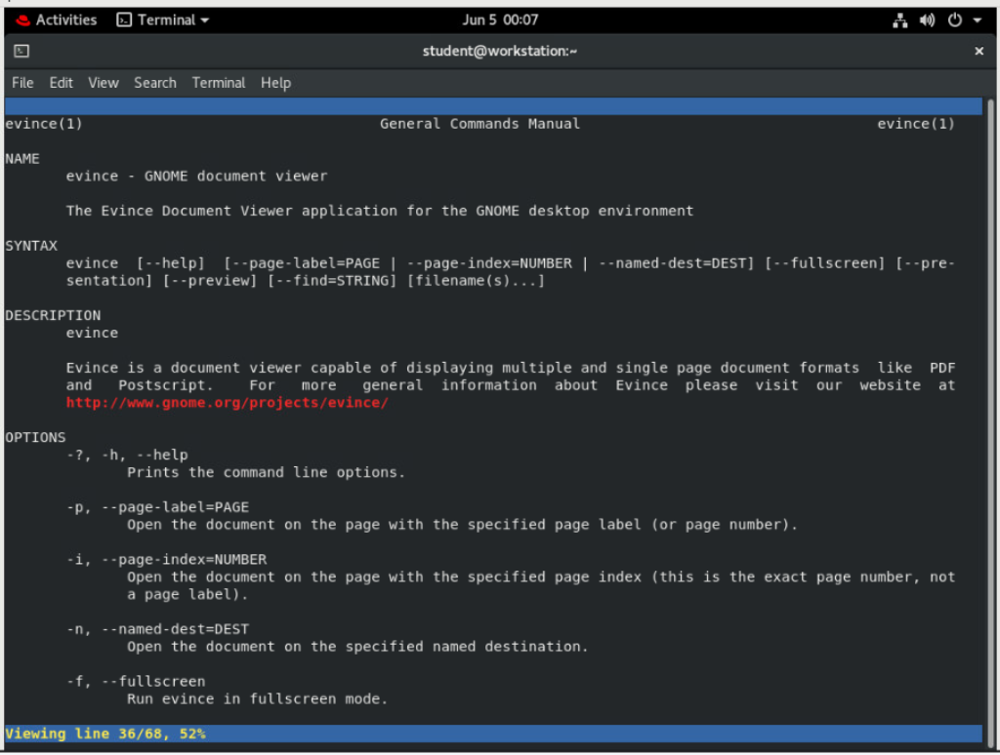 Activities Terminal Jun 5 00:07
student@workstation:~ ×
File Edit View Search Terminal Help
evince(1) General Commands Manual evince(1)
NAME
evince - GNOME document viewer
The Evince Document Viewer application for the GNOME desktop environment
SYNTAX
evince [--help] [--page-label=PAGE | --page-index=NUMBER | --named-dest=DEST] [--fullscreen] [--pre-
sentation] [--preview] [--find=STRING] [filename(s)...]
DESCRIPTION
evince
Evince is a document viewer capable of displaying multiple and single page document formats like PDF
and Postscript. For more general information about Evince please visit our website at
http://www.gnome.org/projects/evince/
OPTIONS
-?, -h, --help
Prints the command line options.
-p, --page-label=PAGE
Open the document on the page with the specified page label (or page number).
-i, --page-index=NUMBER
Open the document on the page with the specified page index (this is the exact page number, not
a page label).
-n, --named-dest=DEST
Open the document on the specified named destination.
-f, --fullscreen
Run evince in fullscreen mode.
Viewing line 36/68, 52%